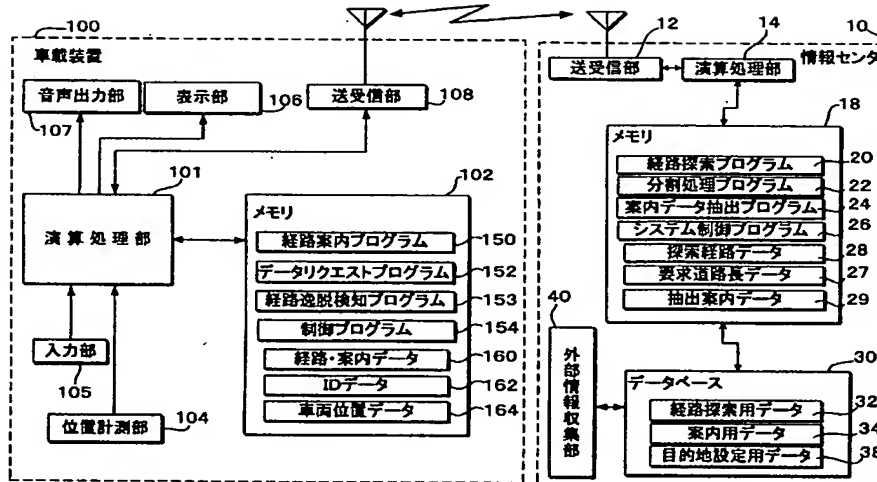 100
車載装置
音声出力部
107
表示部
106
送受信部
108
101
演算処理部
入力部
105
位置計測部
104
102
メモリ
経路案内プログラム
150
データリクエストプログラム
152
経路逸脱検知プログラム
153
制御プログラム
154
経路・案内データ
160
IDデータ
162
車両位置データ
164
10
情報センタ
12
送受信部
14
演算処理部
18
メモリ
経路探索プログラム
20
分割処理プログラム
22
案内データ抽出プログラム
24
システム制御プログラム
26
探索経路データ
28
要求道路長データ
27
抽出案内データ
29
40
外部情報収集部
30
データベース
経路探索用データ
32
案内用データ
34
目的地設定用データ
38